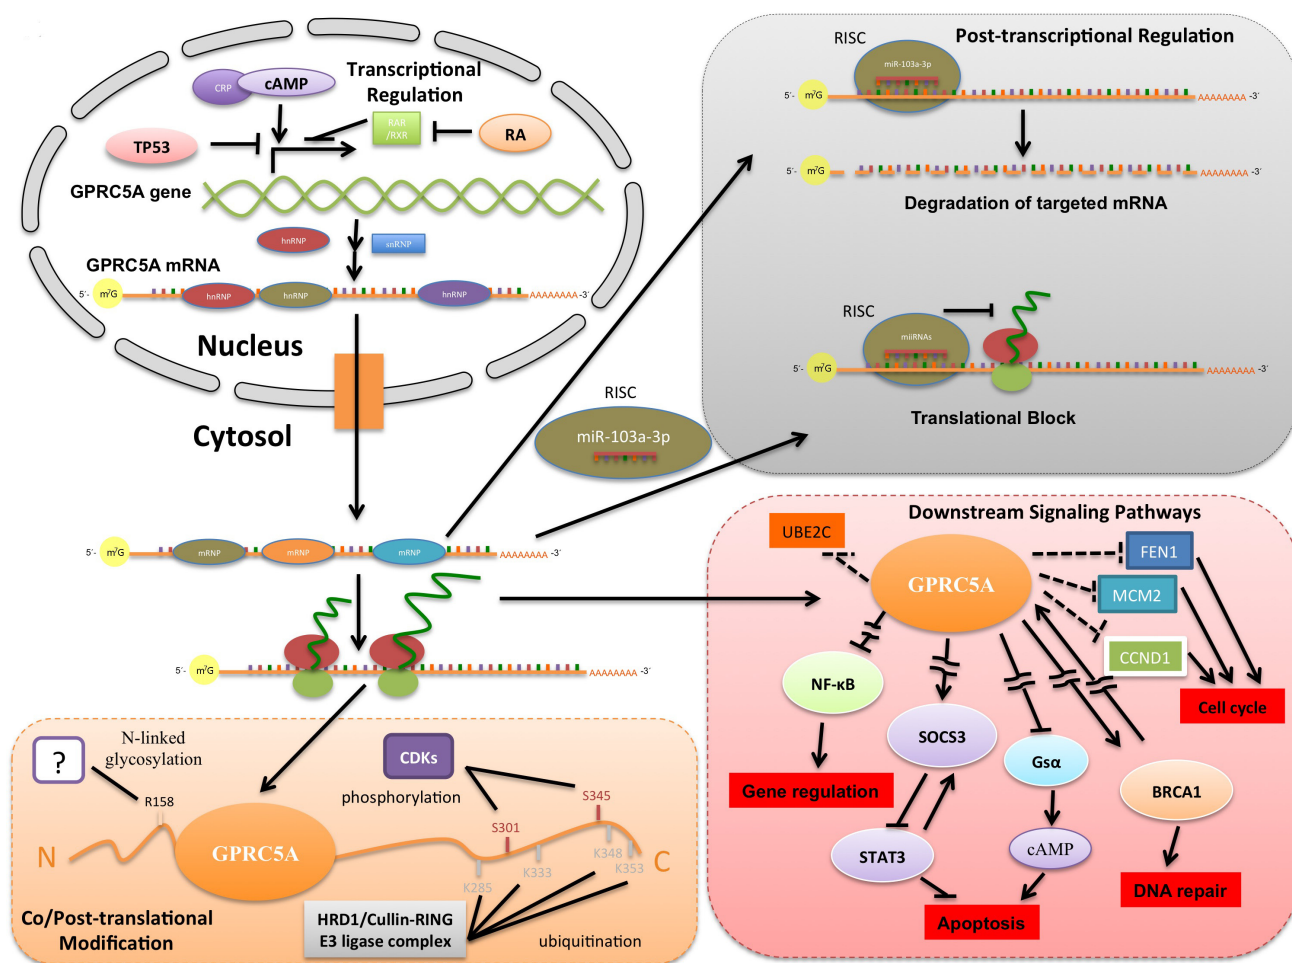 CRP
cAMP
Transcriptional
Regulation
TP53
RAR
/RXR
RA
GPRC5A gene
hnRNP
snRNP
GPRC5A mRNA
5´-
m⁷G
hnRNP
hnRNP
hnRNP
AAAAAAAA
-3´
Nucleus
Cytosol
RISC
miR-103a-3p
m⁷G
mRNP
mRNP
mRNP
AAAAAAAA
-3´
5´-
m⁷G
AAAAAAAA
-3´
Post-transcriptional Regulation
RISC
miR-103a-3p
5´-
m⁷G
AAAAAAAA
-3´
5´-
m⁷G
AAAAAAAA
-3´
Degradation of targeted mRNA
RISC
miiRNAs
5´-
m⁷G
AAAAAAAA
-3´
Translational Block
Downstream Signaling Pathways
UBE2C
GPRC5A
FEN1
MCM2
CCND1
Cell cycle
NF-κB
SOCS3
Gsα
BRCA1
Gene regulation
STAT3
cAMP
DNA repair
Apoptosis
?
N-linked
glycosylation
R158
CDKs
phosphorylation
S345
S301
N
GPRC5A
K348
K353
K333
K285
C
Co/Post-translational
Modification
HRD1/Cullin-RING
E3 ligase complex
ubiquitination